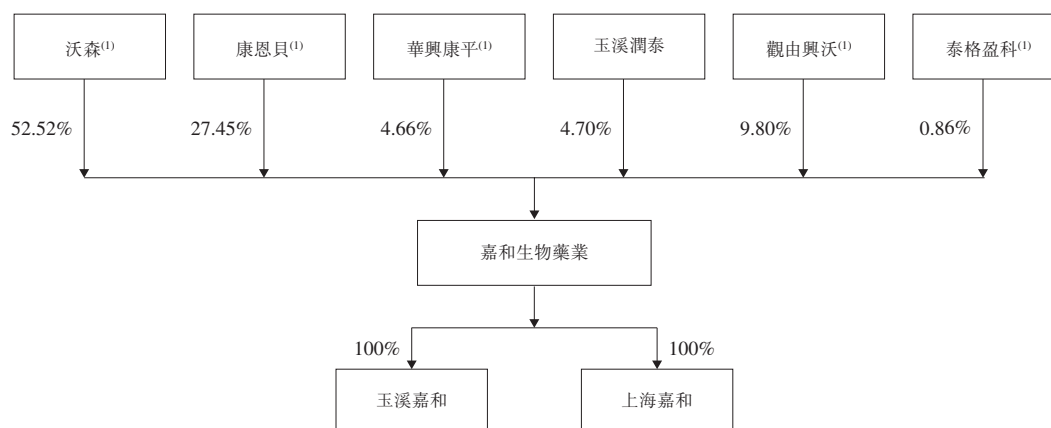 沃森(1) 康恩貝(1) 華興康平(1) 玉溪潤泰 觀由興沃(1) 泰格盈科(1)
52.52% 27.45% 4.66% 4.70% 9.80% 0.86%
嘉和生物藥業
100% 100%
玉溪嘉和 上海嘉和